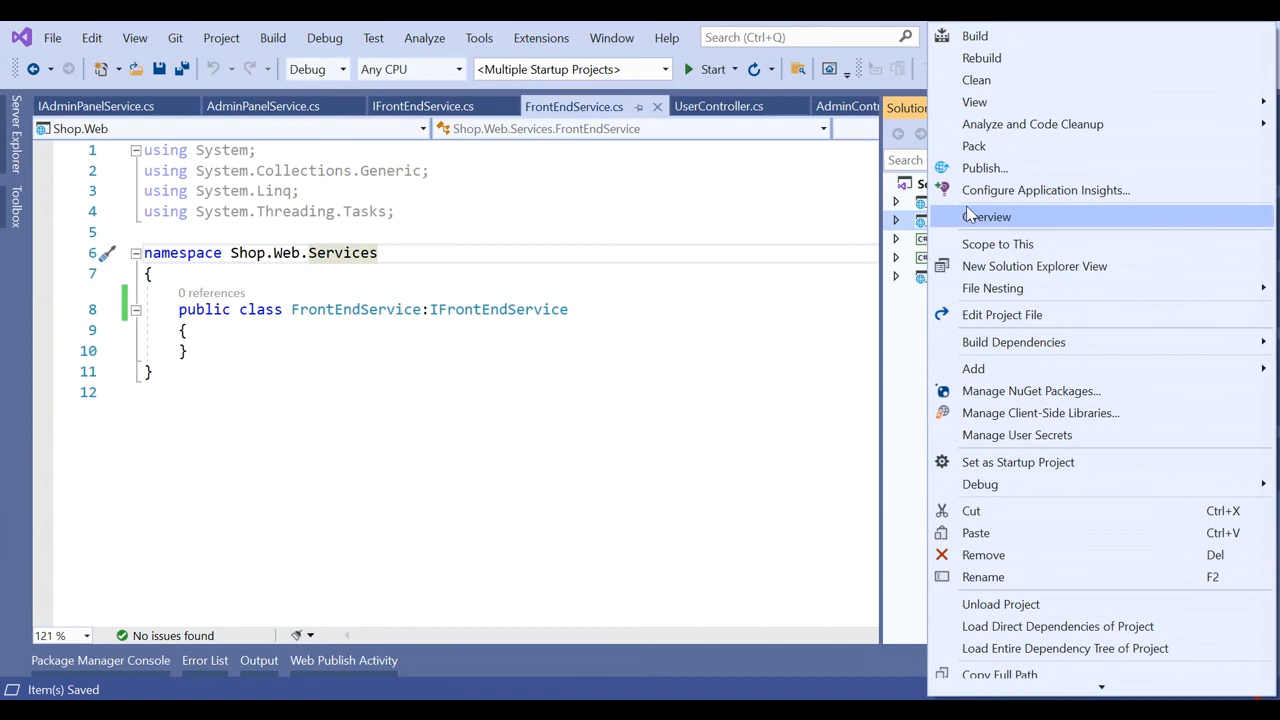 File Edit View Git Project Build Debug Test Analyze Tools Extensions Window Help Search (Ctrl+Q)
Debug Any CPU <Multiple Startup Projects> Start
IAdminPanelService.cs AdminPanelService.cs IFrontEndService.cs FrontEndService.cs UserController.cs AdminContr Solution
Shop.Web Shop.Web.Services.FrontEndService
Server Explorer
Toolbox
1 using System;
2 using System.Collections.Generic;
3 using System.Linq;
4 using System.Threading.Tasks;
5
6 namespace Shop.Web.Services
7 {
0 references
8 public class FrontEndService:IFrontEndService
9 {
10 }
11 }
12
121 % No issues found
Package Manager Console Error List Output Web Publish Activity
Item(s) Saved
Search
Build
Rebuild
Clean
View
Analyze and Code Cleanup
Pack
Publish...
Configure Application Insights...
Overview
Scope to This
New Solution Explorer View
File Nesting
Edit Project File
Build Dependencies
Add
Manage NuGet Packages...
Manage Client-Side Libraries...
Manage User Secrets
Set as Startup Project
Debug
Cut Ctrl+X
Paste Ctrl+V
Remove Del
Rename F2
Unload Project
Load Direct Dependencies of Project
Load Entire Dependency Tree of Project
Copy Full Path